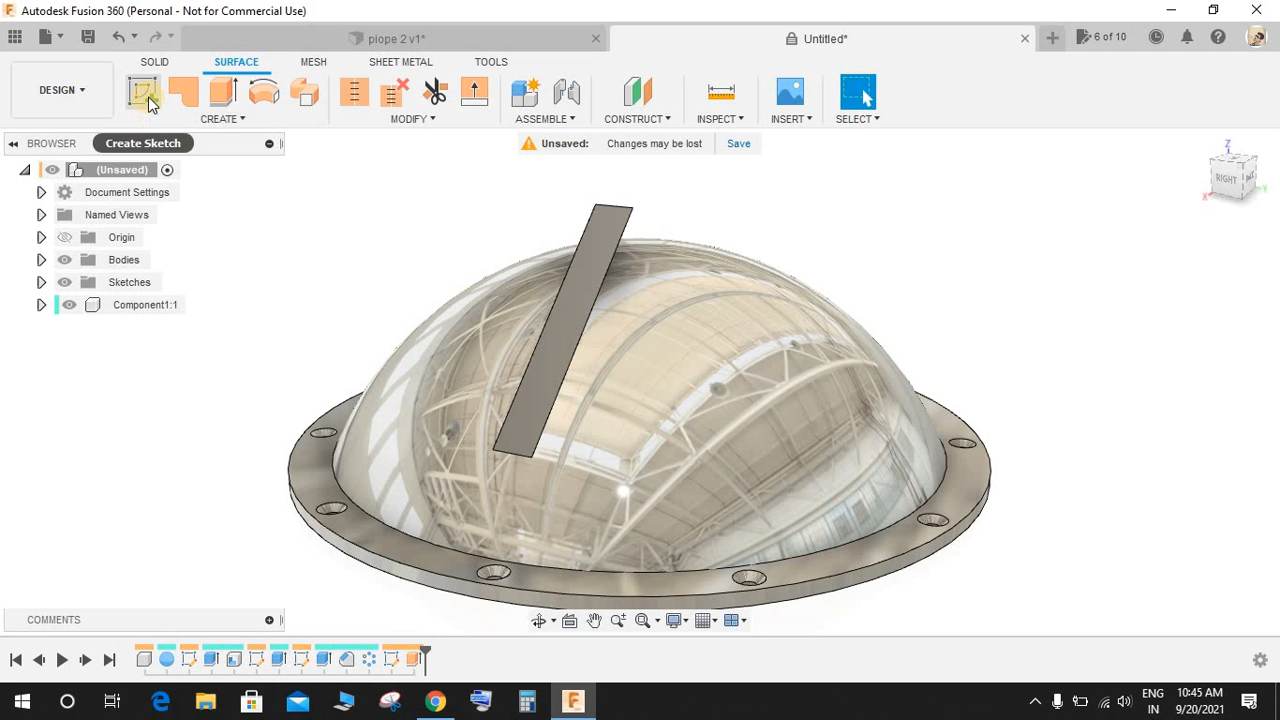 Autodesk Fusion 360 (Personal - Not for Commercial Use)
piope 2 v1*
Untitled*
6 of 10
DESIGN
SOLID
SURFACE
MESH
SHEET METAL
TOOLS
CREATE
MODIFY
ASSEMBLE
CONSTRUCT
INSPECT
INSERT
SELECT
BROWSER
Create Sketch
Unsaved: Changes may be lost Save
(Unsaved)
Document Settings
Named Views
Origin
Bodies
Sketches
Component1:1
Z
RIGHT
X
Y
COMMENTS
ENG
IN
10:45 AM
9/20/2021